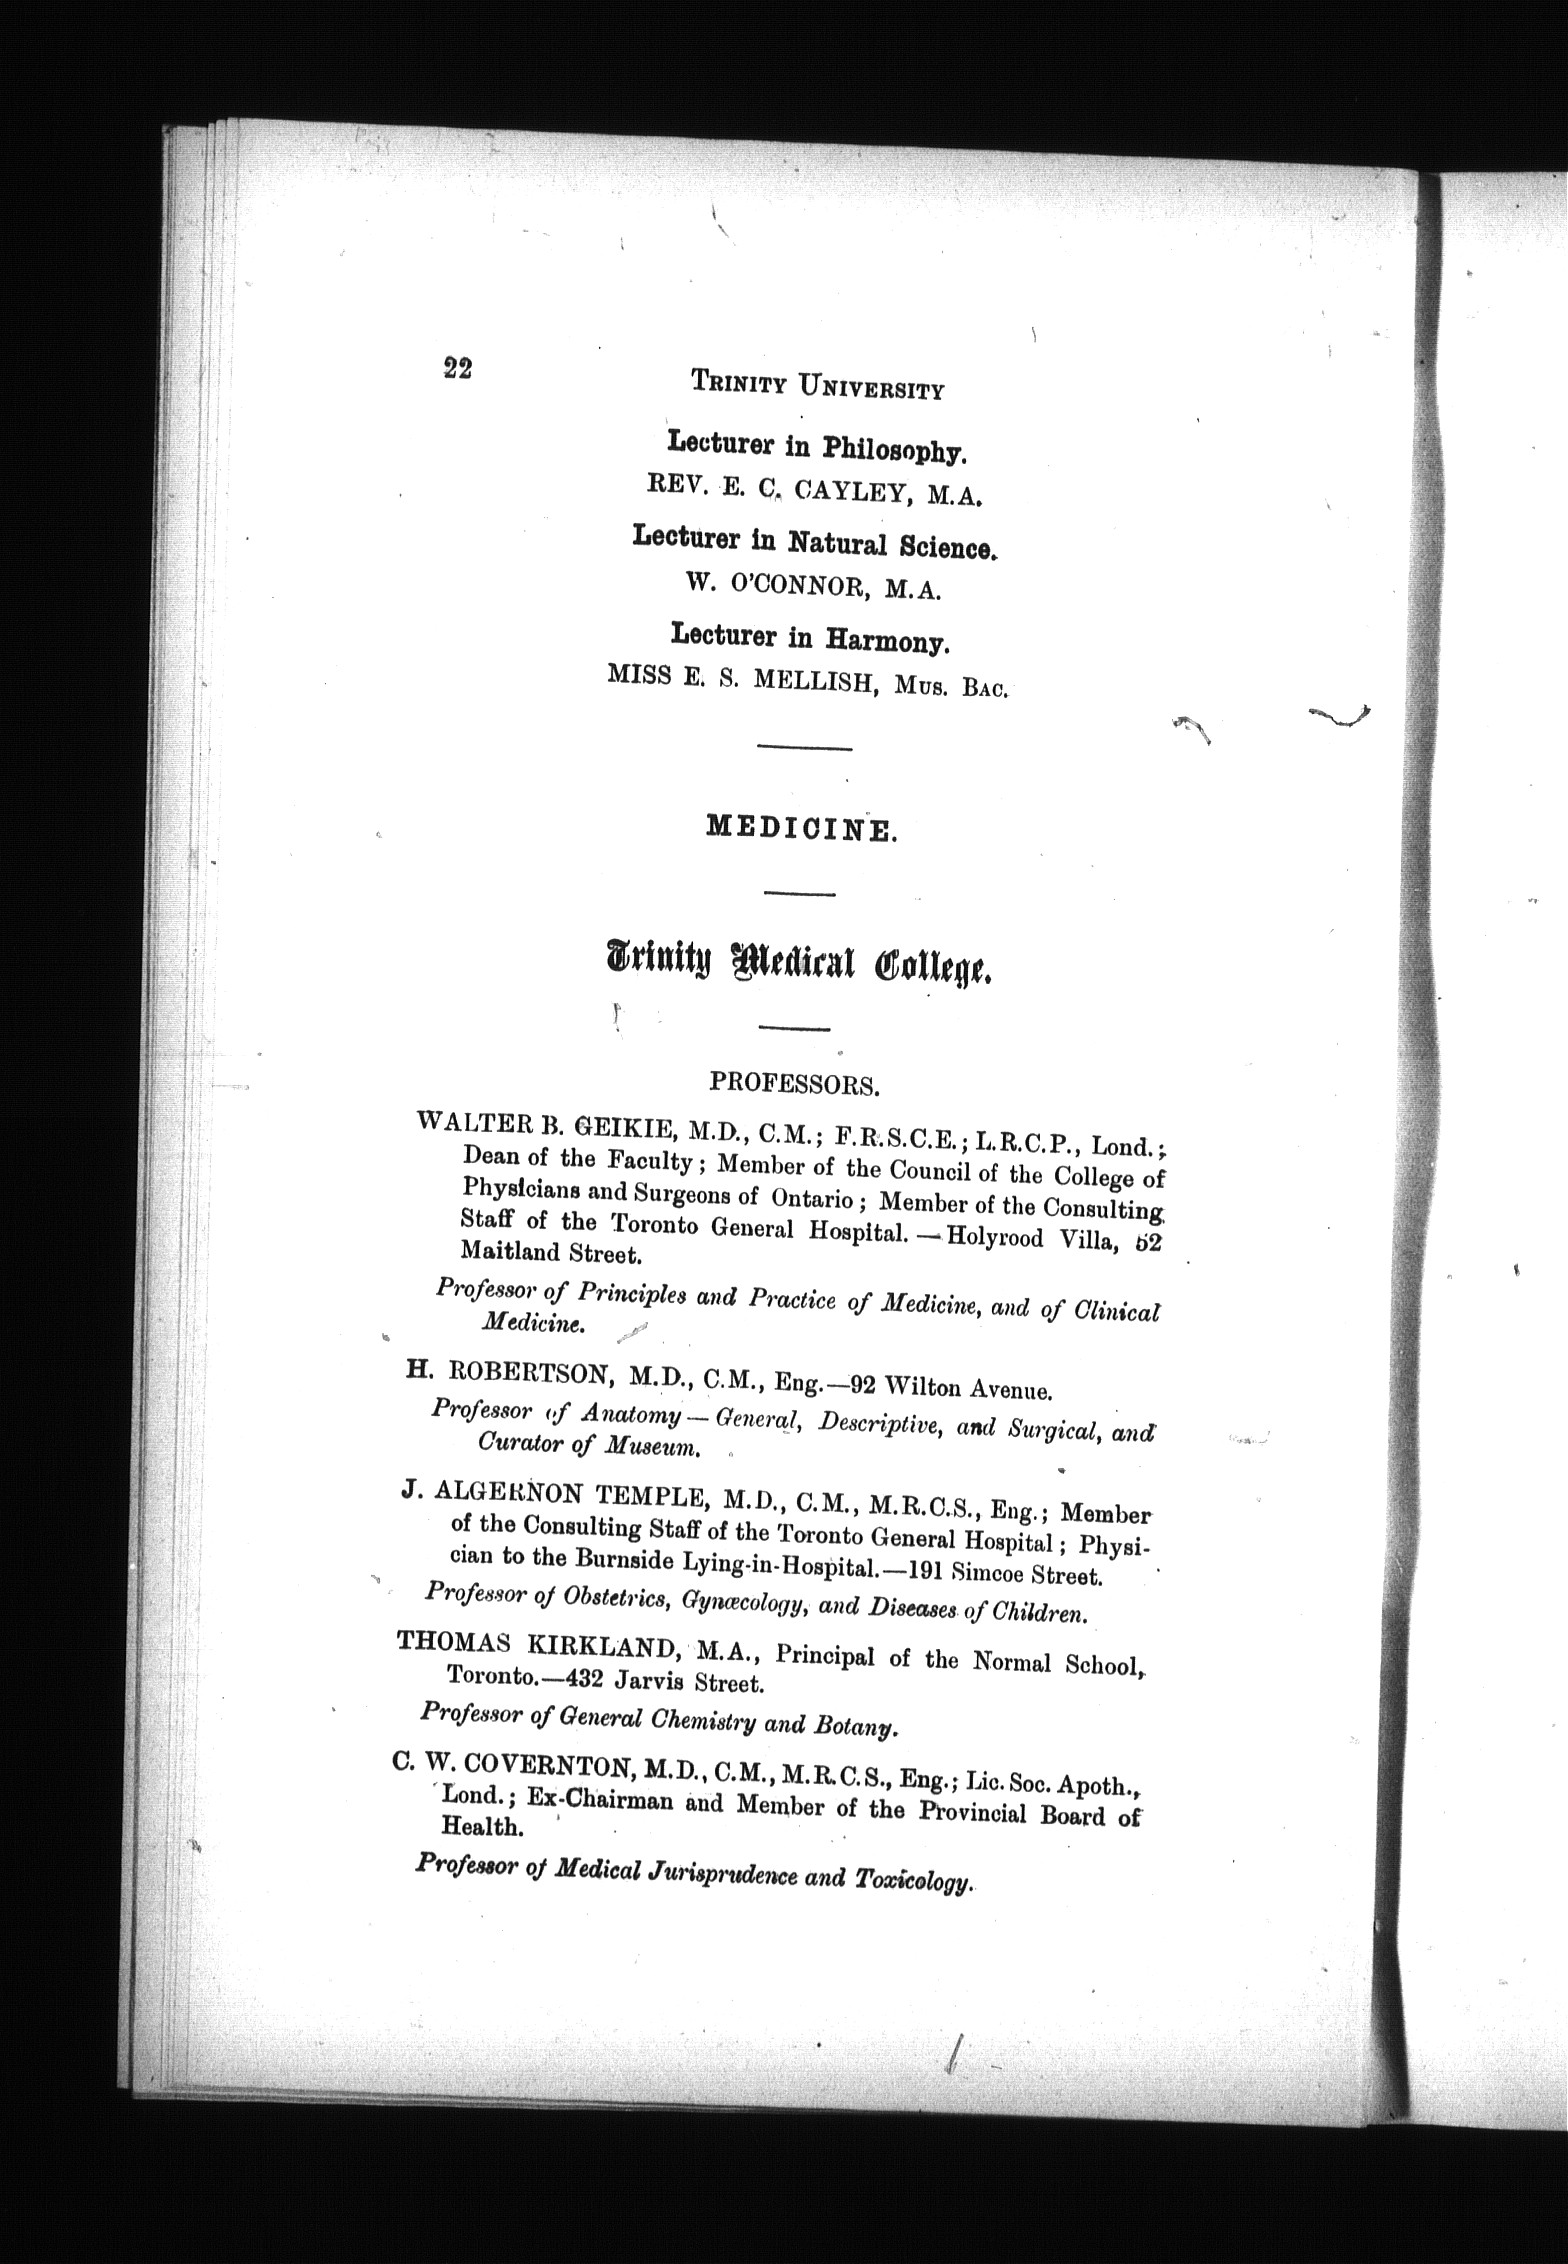 22
TRINITY UNIVERSITY
Lecturer in Philosophy.
REV. E. C. CAYLEY, M.A.
Lecturer in Natural Science.
W. O'CONNOR, M.A.
Lecturer in Harmony.
MISS E. S. MELLISH, MUS. BAC.
MEDICINE.
Trinity Medical College.
PROFESSORS.
WALTER B. GEIKIE, M.D., C.M.; F.R.S.C.E.; L.R.C.P., Lond.;
Dean of the Faculty; Member of the Council of the College of
Physicians and Surgeons of Ontario; Member of the Consulting
Staff of the Toronto General Hospital.—Holyrood Villa, 52
Maitland Street.
Professor of Principles and Practice of Medicine, and of Clinical
Medicine.
H. ROBERTSON, M.D., C.M., Eng.—92 Wilton Avenue.
Professor of Anatomy—General, Descriptive, and Surgical, and
Curator of Museum.
J. ALGERNON TEMPLE, M.D., C.M., M.R.C.S., Eng.; Member
of the Consulting Staff of the Toronto General Hospital; Physi-
cian to the Burnside Lying-in-Hospital.—191 Simcoe Street.
Professor of Obstetrics, Gynæcology, and Diseases of Children.
THOMAS KIRKLAND, M.A., Principal of the Normal School,
Toronto.—432 Jarvis Street.
Professor of General Chemistry and Botany.
C. W. COVERNTON, M.D., C.M., M.R.C.S., Eng.; Lic. Soc. Apoth.,
Lond.; Ex-Chairman and Member of the Provincial Board of
Health.
Professor of Medical Jurisprudence and Toxicology.